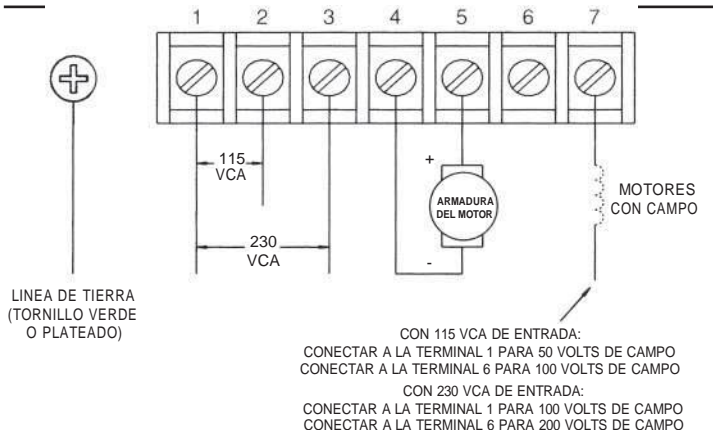 1 2 3 4 5 6 7
115
VCA
230
VCA
+
ARMADURA
DEL MOTOR
-
MOTORES
CON CAMPO
LINEA DE TIERRA
(TORNILLO VERDE
O PLATEADO)
CON 115 VCA DE ENTRADA:
CONECTAR A LA TERMINAL 1 PARA 50 VOLTS DE CAMPO
CONECTAR A LA TERMINAL 6 PARA 100 VOLTS DE CAMPO
CON 230 VCA DE ENTRADA:
CONECTAR A LA TERMINAL 1 PARA 100 VOLTS DE CAMPO
CONECTAR A LA TERMINAL 6 PARA 200 VOLTS DE CAMPO